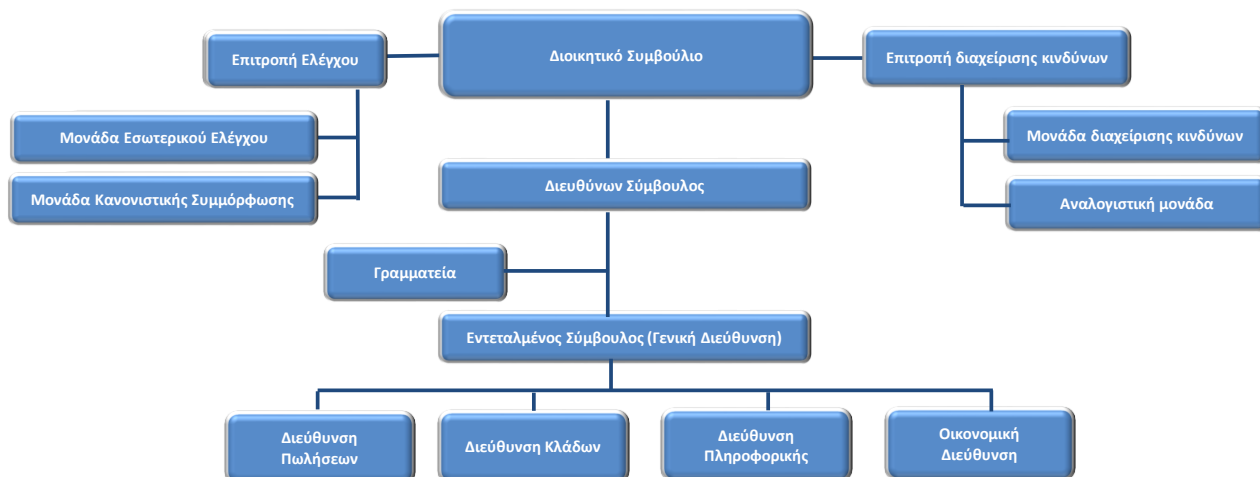 Επιτροπή Ελέγχου
Διοικητικό Συμβούλιο
Επιτροπή διαχείρισης κινδύνων
Μονάδα Εσωτερικού Ελέγχου
Μονάδα διαχείρισης κινδύνων
Μονάδα Κανονιστικής Συμμόρφωσης
Διευθύνων Σύμβουλος
Αναλογιστική μονάδα
Γραμματεία
Εντεταλμένος Σύμβουλος (Γενική Διεύθυνση)
Διεύθυνση
Πωλήσεων
Διεύθυνση Κλάδων
Διεύθυνση
Πληροφορικής
Οικονομική
Διεύθυνση